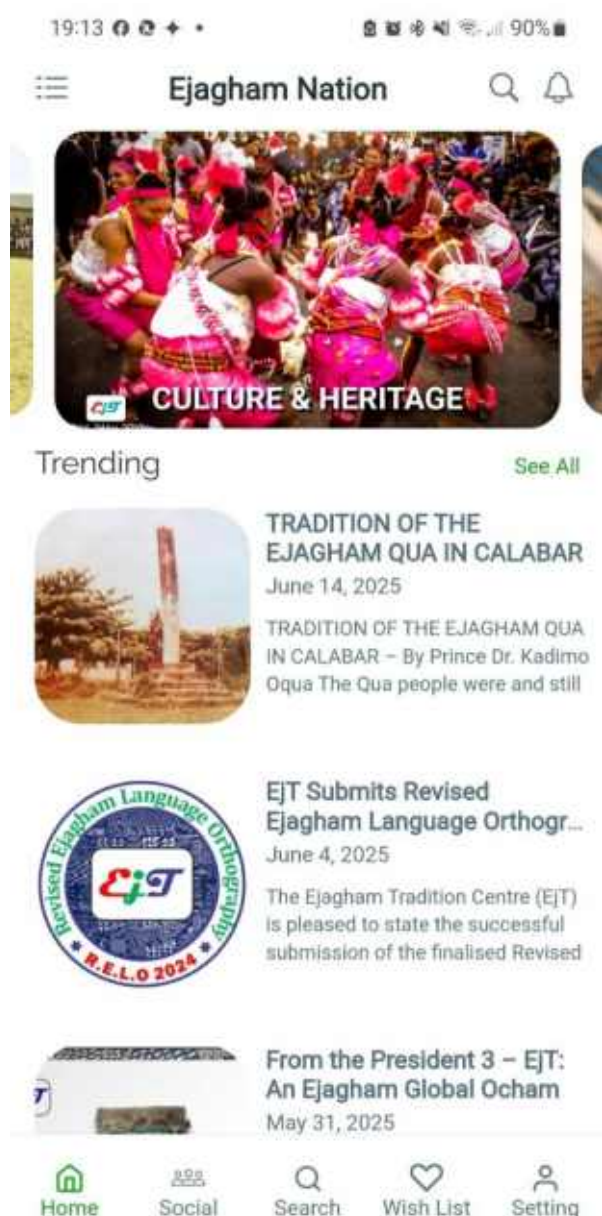 19:13
90%
Ejagham Nation
EjT
CULTURE & HERITAGE
Trending
See All
TRADITION OF THE
EJAGHAM QUA IN CALABAR
June 14, 2025
TRADITION OF THE EJAGHAM QUA
IN CALABAR – By Prince Dr. Kadimo
Oqua The Qua people were and still
Revised Ejagham Language Orthography
EjT
R.E.L.O 2024
EjT Submits Revised
Ejagham Language Orthogr...
June 4, 2025
The Ejagham Tradition Centre (EjT)
is pleased to state the successful
submission of the finalised Revised
From the President 3 – EjT:
An Ejagham Global Ocham
May 31, 2025
Home
Social
Search
Wish List
Setting